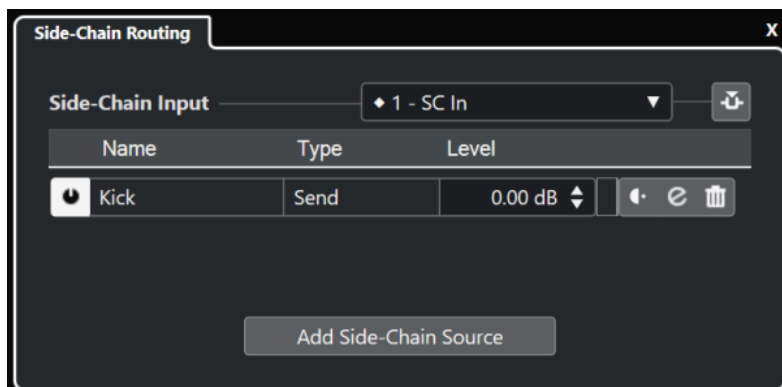 Side-Chain Routing X
Side-Chain Input 1 - SC In
Name Type Level
Kick Send 0.00 dB e
Add Side-Chain Source